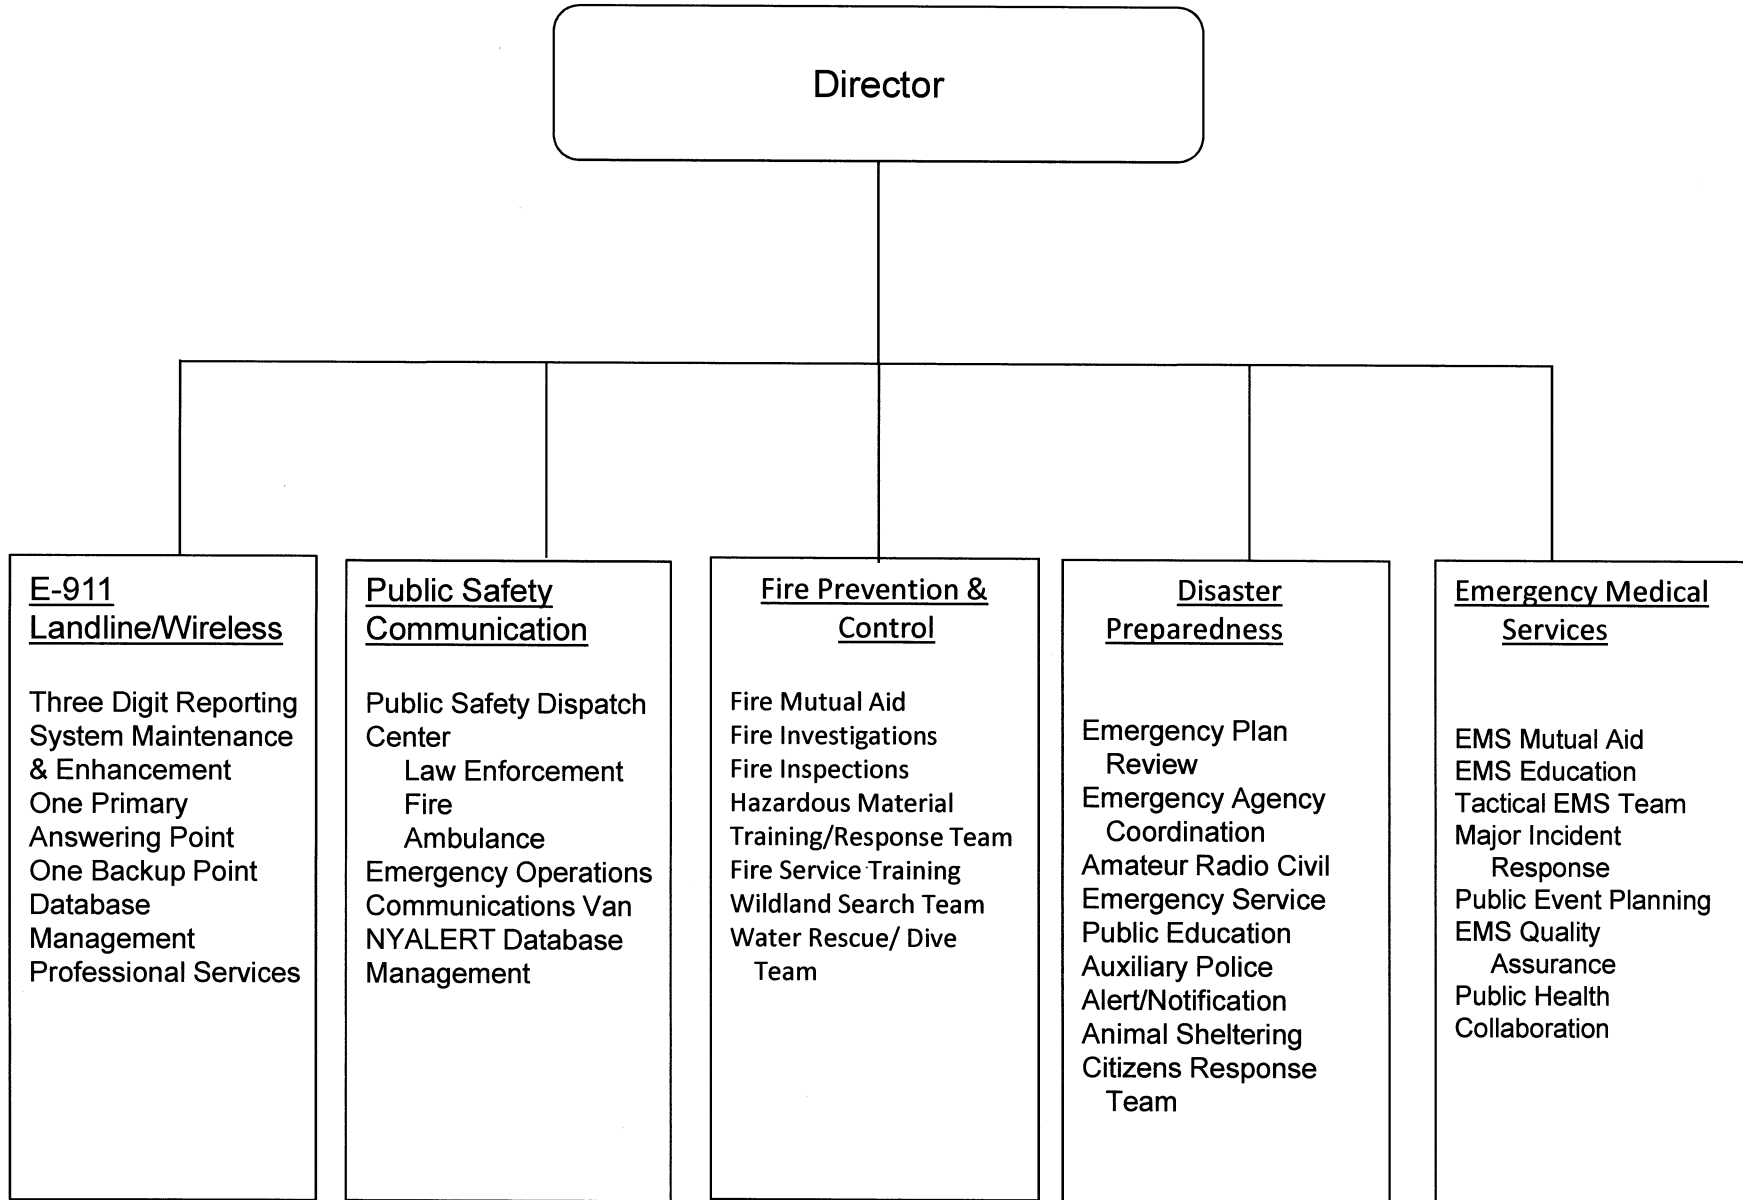 Director
E-911
Landline/Wireless
Three Digit Reporting
System Maintenance
& Enhancement
One Primary
Answering Point
One Backup Point
Database
Management
Professional Services
Public Safety
Communication
Public Safety Dispatch
Center
Law Enforcement
Fire
Ambulance
Emergency Operations
Communications Van
NYALERT Database
Management
Fire Prevention &
Control
Fire Mutual Aid
Fire Investigations
Fire Inspections
Hazardous Material
Training/Response Team
Fire Service Training
Wildland Search Team
Water Rescue/ Dive
Team
Disaster
Preparedness
Emergency Plan
Review
Emergency Agency
Coordination
Amateur Radio Civil
Emergency Service
Public Education
Auxiliary Police
Alert/Notification
Animal Sheltering
Citizens Response
Team
Emergency Medical
Services
EMS Mutual Aid
EMS Education
Tactical EMS Team
Major Incident
Response
Public Event Planning
EMS Quality
Assurance
Public Health
Collaboration